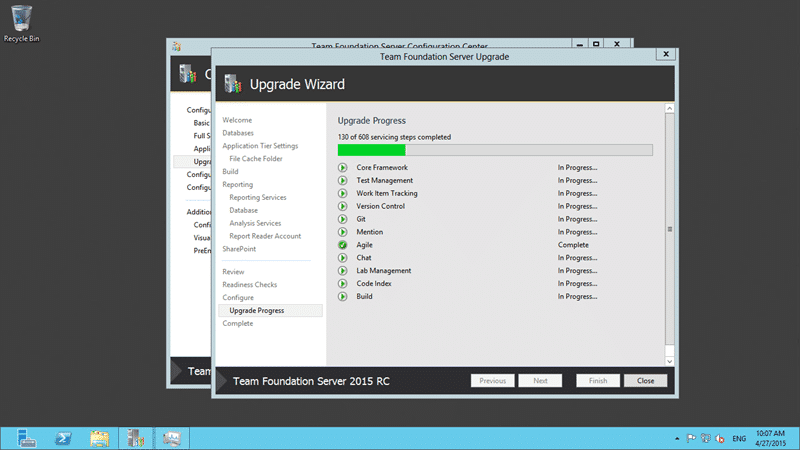 Recycle Bin
Team Foundation Server Configuration Center
Team Foundation Server Upgrade
Upgrade Wizard
Configu
Basic
Full S
Applic
Upgra
Configu
Configu
Addition
Confi
Visua
PreEm
Welcome
Databases
Application Tier Settings
File Cache Folder
Build
Reporting
Reporting Services
Database
Analysis Services
Report Reader Account
SharePoint
Review
Readiness Checks
Configure
Upgrade Progress
Complete
Upgrade Progress
130 of 608 servicing steps completed
Core Framework In Progress...
Test Management In Progress...
Work Item Tracking In Progress...
Version Control In Progress...
Git In Progress...
Mention In Progress...
Agile Complete
Chat In Progress...
Lab Management In Progress...
Code Index In Progress...
Build In Progress...
Team
Team Foundation Server 2015 RC
Previous Next Finish Close
ENG
10:07 AM
4/27/2015